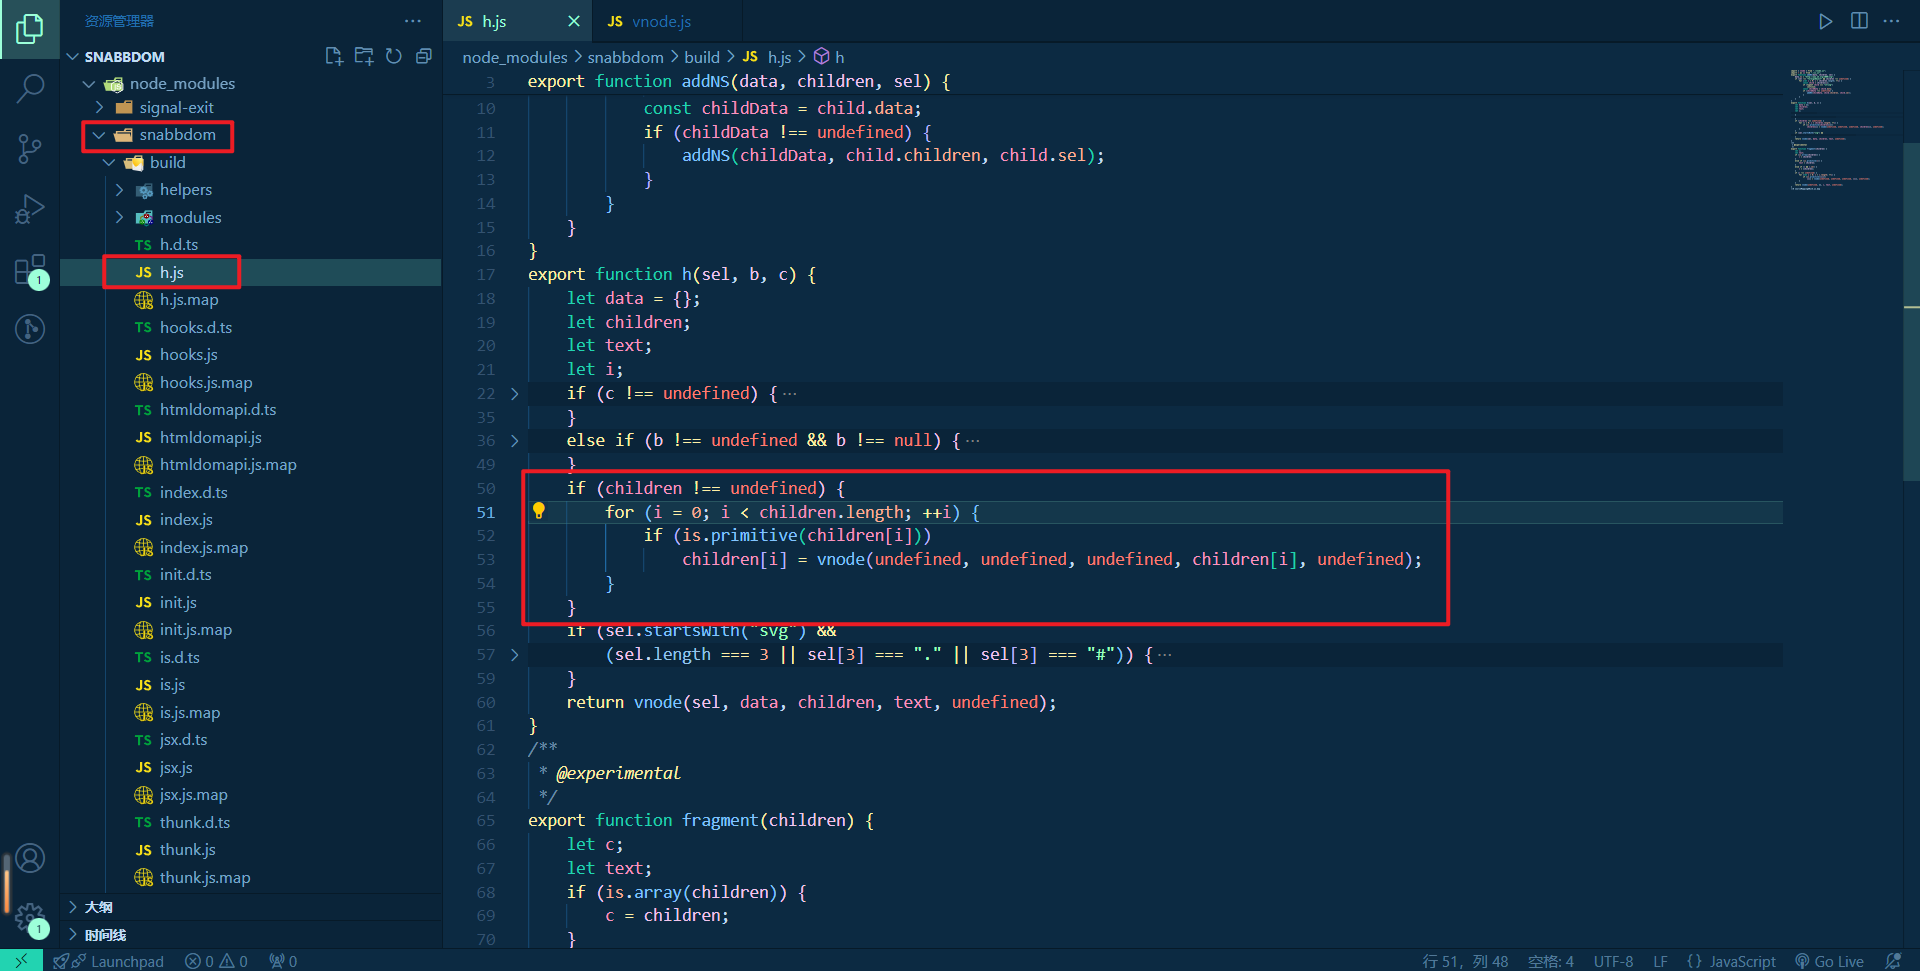 资源管理器
SNABBDOM
node_modules
signal-exit
snabbdom
build
helpers
modules
TS h.d.ts
JS h.js
h.js.map
TS hooks.d.ts
JS hooks.js
hooks.js.map
TS htmldomapi.d.ts
JS htmldomapi.js
htmldomapi.js.map
TS index.d.ts
JS index.js
index.js.map
TS init.d.ts
JS init.js
init.js.map
TS is.d.ts
JS is.js
is.js.map
TS jsx.d.ts
JS jsx.js
jsx.js.map
TS thunk.d.ts
JS thunk.js
thunk.js.map
大纲
时间线
1
1
JS h.js
JS vnode.js
node_modules > snabbdom > build > JS h.js > h
3 export function addNS(data, children, sel) {
10 const childData = child.data;
11 if (childData !== undefined) {
12 addNS(childData, child.children, child.sel);
13 }
14 }
15 }
16 }
17 export function h(sel, b, c) {
18 let data = {};
19 let children;
20 let text;
21 let i;
22 if (c !== undefined) { ···
35 }
36 else if (b !== undefined && b !== null) { ···
49 }
50 if (children !== undefined) {
51 for (i = 0; i < children.length; ++i) {
52 if (is.primitive(children[i]))
53 children[i] = vnode(undefined, undefined, undefined, children[i], undefined);
54 }
55 }
56 if (sel.startsWith("svg") &&
57 (sel.length === 3 || sel[3] === "." || sel[3] === "#")) { ···
59 }
60 return vnode(sel, data, children, text, undefined);
61 }
62 /**
63 * @experimental
64 */
65 export function fragment(children) {
66 let c;
67 let text;
68 if (is.array(children)) {
69 c = children;
70 }
Launchpad 0 0 0 行 51，列 48 空格: 4 UTF-8 LF {} JavaScript Go Live